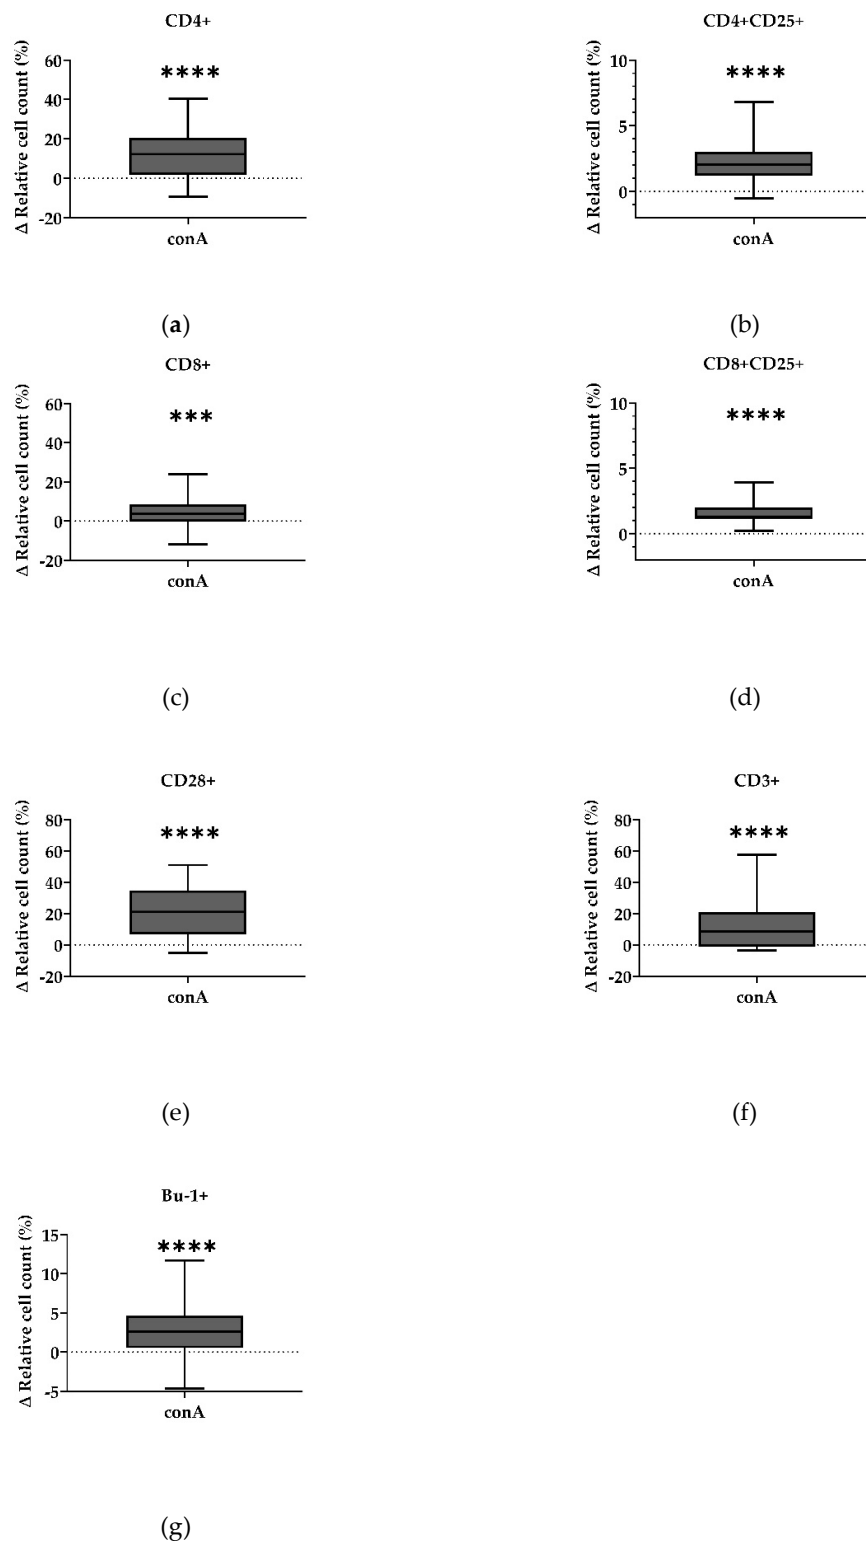 CD4+
CD4+CD25+
Δ Relative cell count (%)
60
40
20
0
-20
****
conA
Δ Relative cell count (%)
10
5
0
****
conA
(a)
(b)
CD8+
CD8+CD25+
Δ Relative cell count (%)
60
40
20
0
-20
***
conA
Δ Relative cell count (%)
10
5
0
****
conA
(c)
(d)
CD28+
CD3+
Δ Relative cell count (%)
80
60
40
20
0
-20
****
conA
Δ Relative cell count (%)
80
60
40
20
0
-20
****
conA
(e)
(f)
Bu-1+
Δ Relative cell count (%)
15
10
5
0
-5
****
conA
(g)